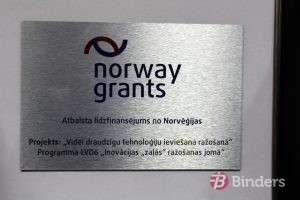 norway
grants
Atbalsta līdzfinansējums no Norvēģijas
Projekts: „Videi draudzīgu tehnoloģiju ieviešana ražošanā”
Programma LV06 „Inovācijas „zaļās” ražošanas jomā”
Binders